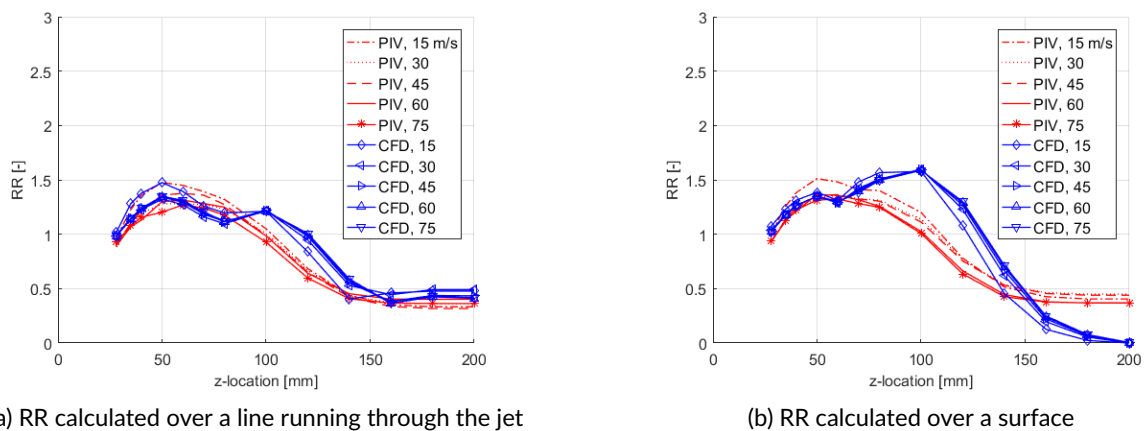 3
2.5
2
1.5
1
0.5
0
RR [-]
0
50
100
150
200
z-location [mm]
PIV, 15 m/s
PIV, 30
PIV, 45
PIV, 60
PIV, 75
CFD, 15
CFD, 30
CFD, 45
CFD, 60
CFD, 75
a) RR calculated over a line running through the jet
3
2.5
2
1.5
1
0.5
0
RR [-]
0
50
100
150
200
z-location [mm]
PIV, 15 m/s
PIV, 30
PIV, 45
PIV, 60
PIV, 75
CFD, 15
CFD, 30
CFD, 45
CFD, 60
CFD, 75
(b) RR calculated over a surface